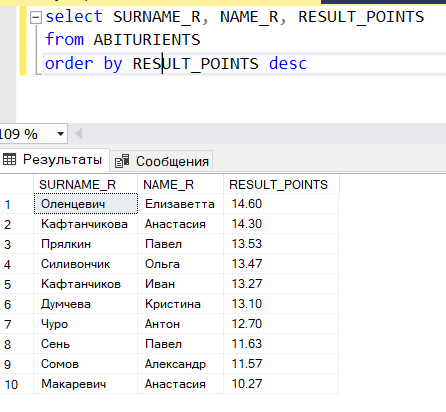 select SURNAME_R, NAME_R, RESULT_POINTS
from ABITURIENTS
order by RESULT_POINTS desc
109 %
Результаты Сообщения
SURNAME_R NAME_R RESULT_POINTS
1 Оленцевич Елизаветта 14.60
2 Кафтанчикова Анастасия 14.30
3 Прялкин Павел 13.53
4 Силивончик Ольга 13.47
5 Кафтанчиков Иван 13.27
6 Думчева Кристина 13.10
7 Чуро Антон 12.70
8 Сень Павел 11.63
9 Сомов Александр 11.57
10 Макаревич Анастасия 10.27